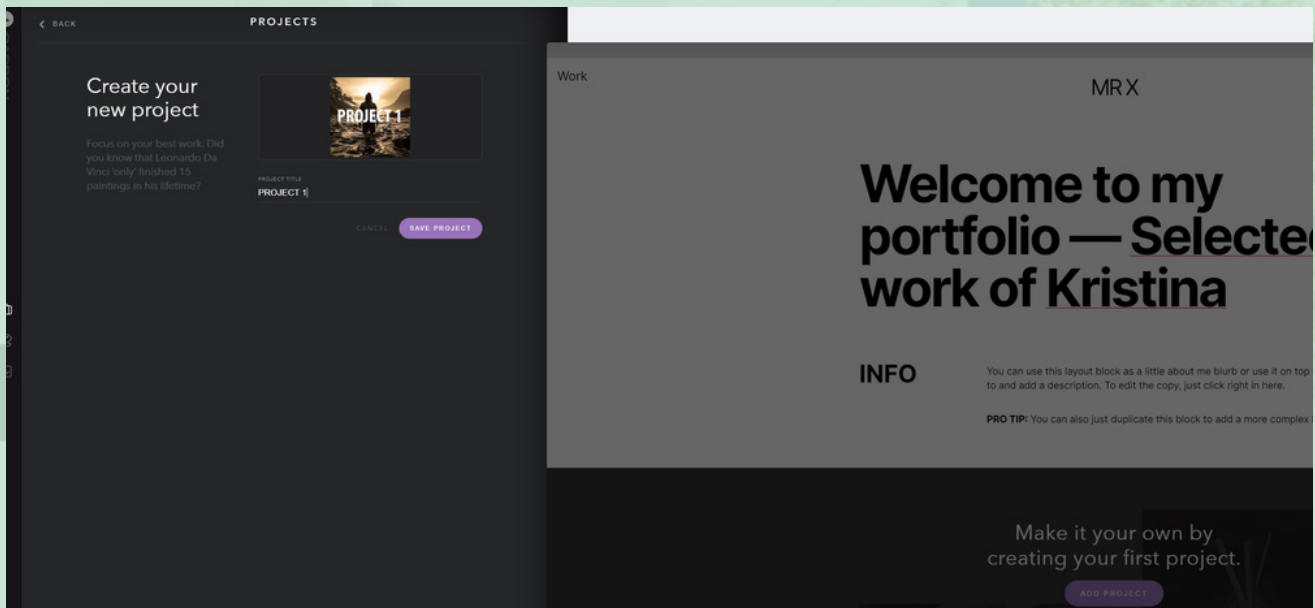 BACK
PROJECTS
Create your
new project
Focus on your best work. Did
you know that Leonardo Da
Vinci 'only' finished 15
paintings in his lifetime?
PROJECT 1
PROJECT TITLE
PROJECT 1
CANCEL
SAVE PROJECT
Work
MR X
Welcome to my
portfolio — Selected
work of Kristina
INFO
You can use this layout block as a little about me blurb or use it on top
to and add a description. To edit the copy, just click right in here.
PRO TIP: You can also just duplicate this block to add a more complex
Make it your own by
creating your first project.
ADD PROJECT